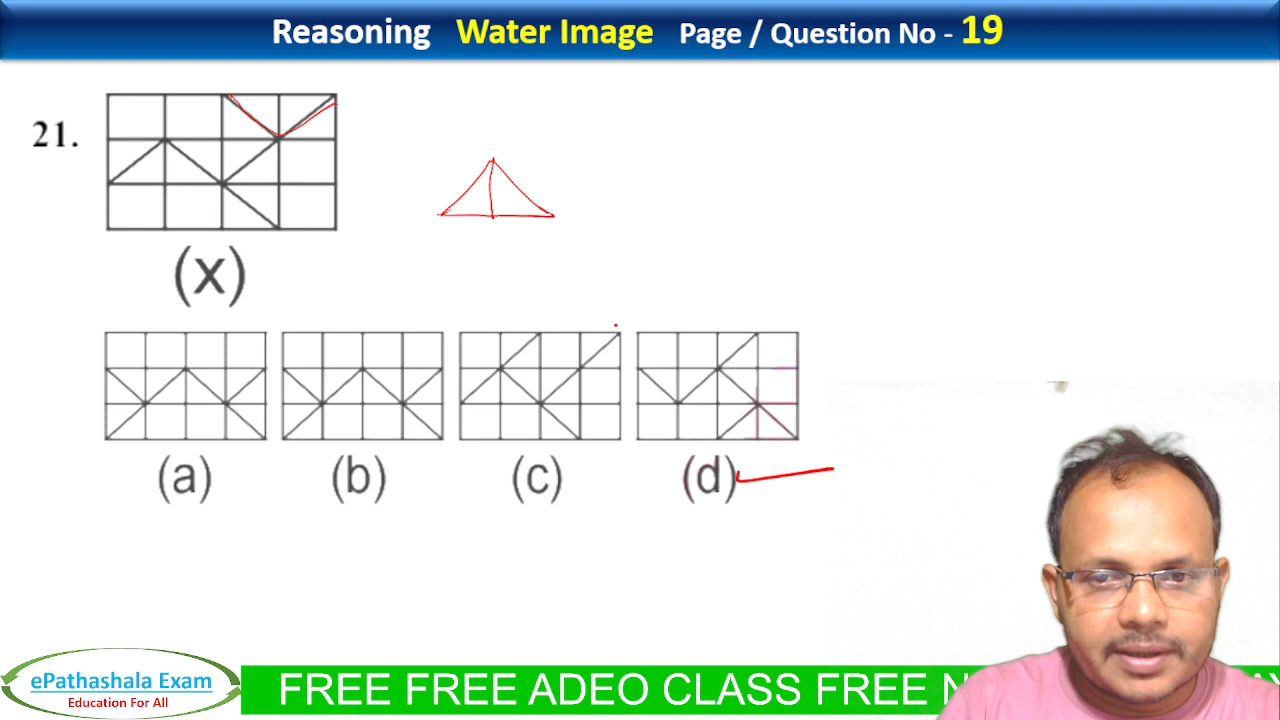 Reasoning Water Image Page / Question No - 19
21.
(x)
(a) (b) (c) (d)
ePathashala Exam
Education For All
FREE FREE ADEO CLASS FREE